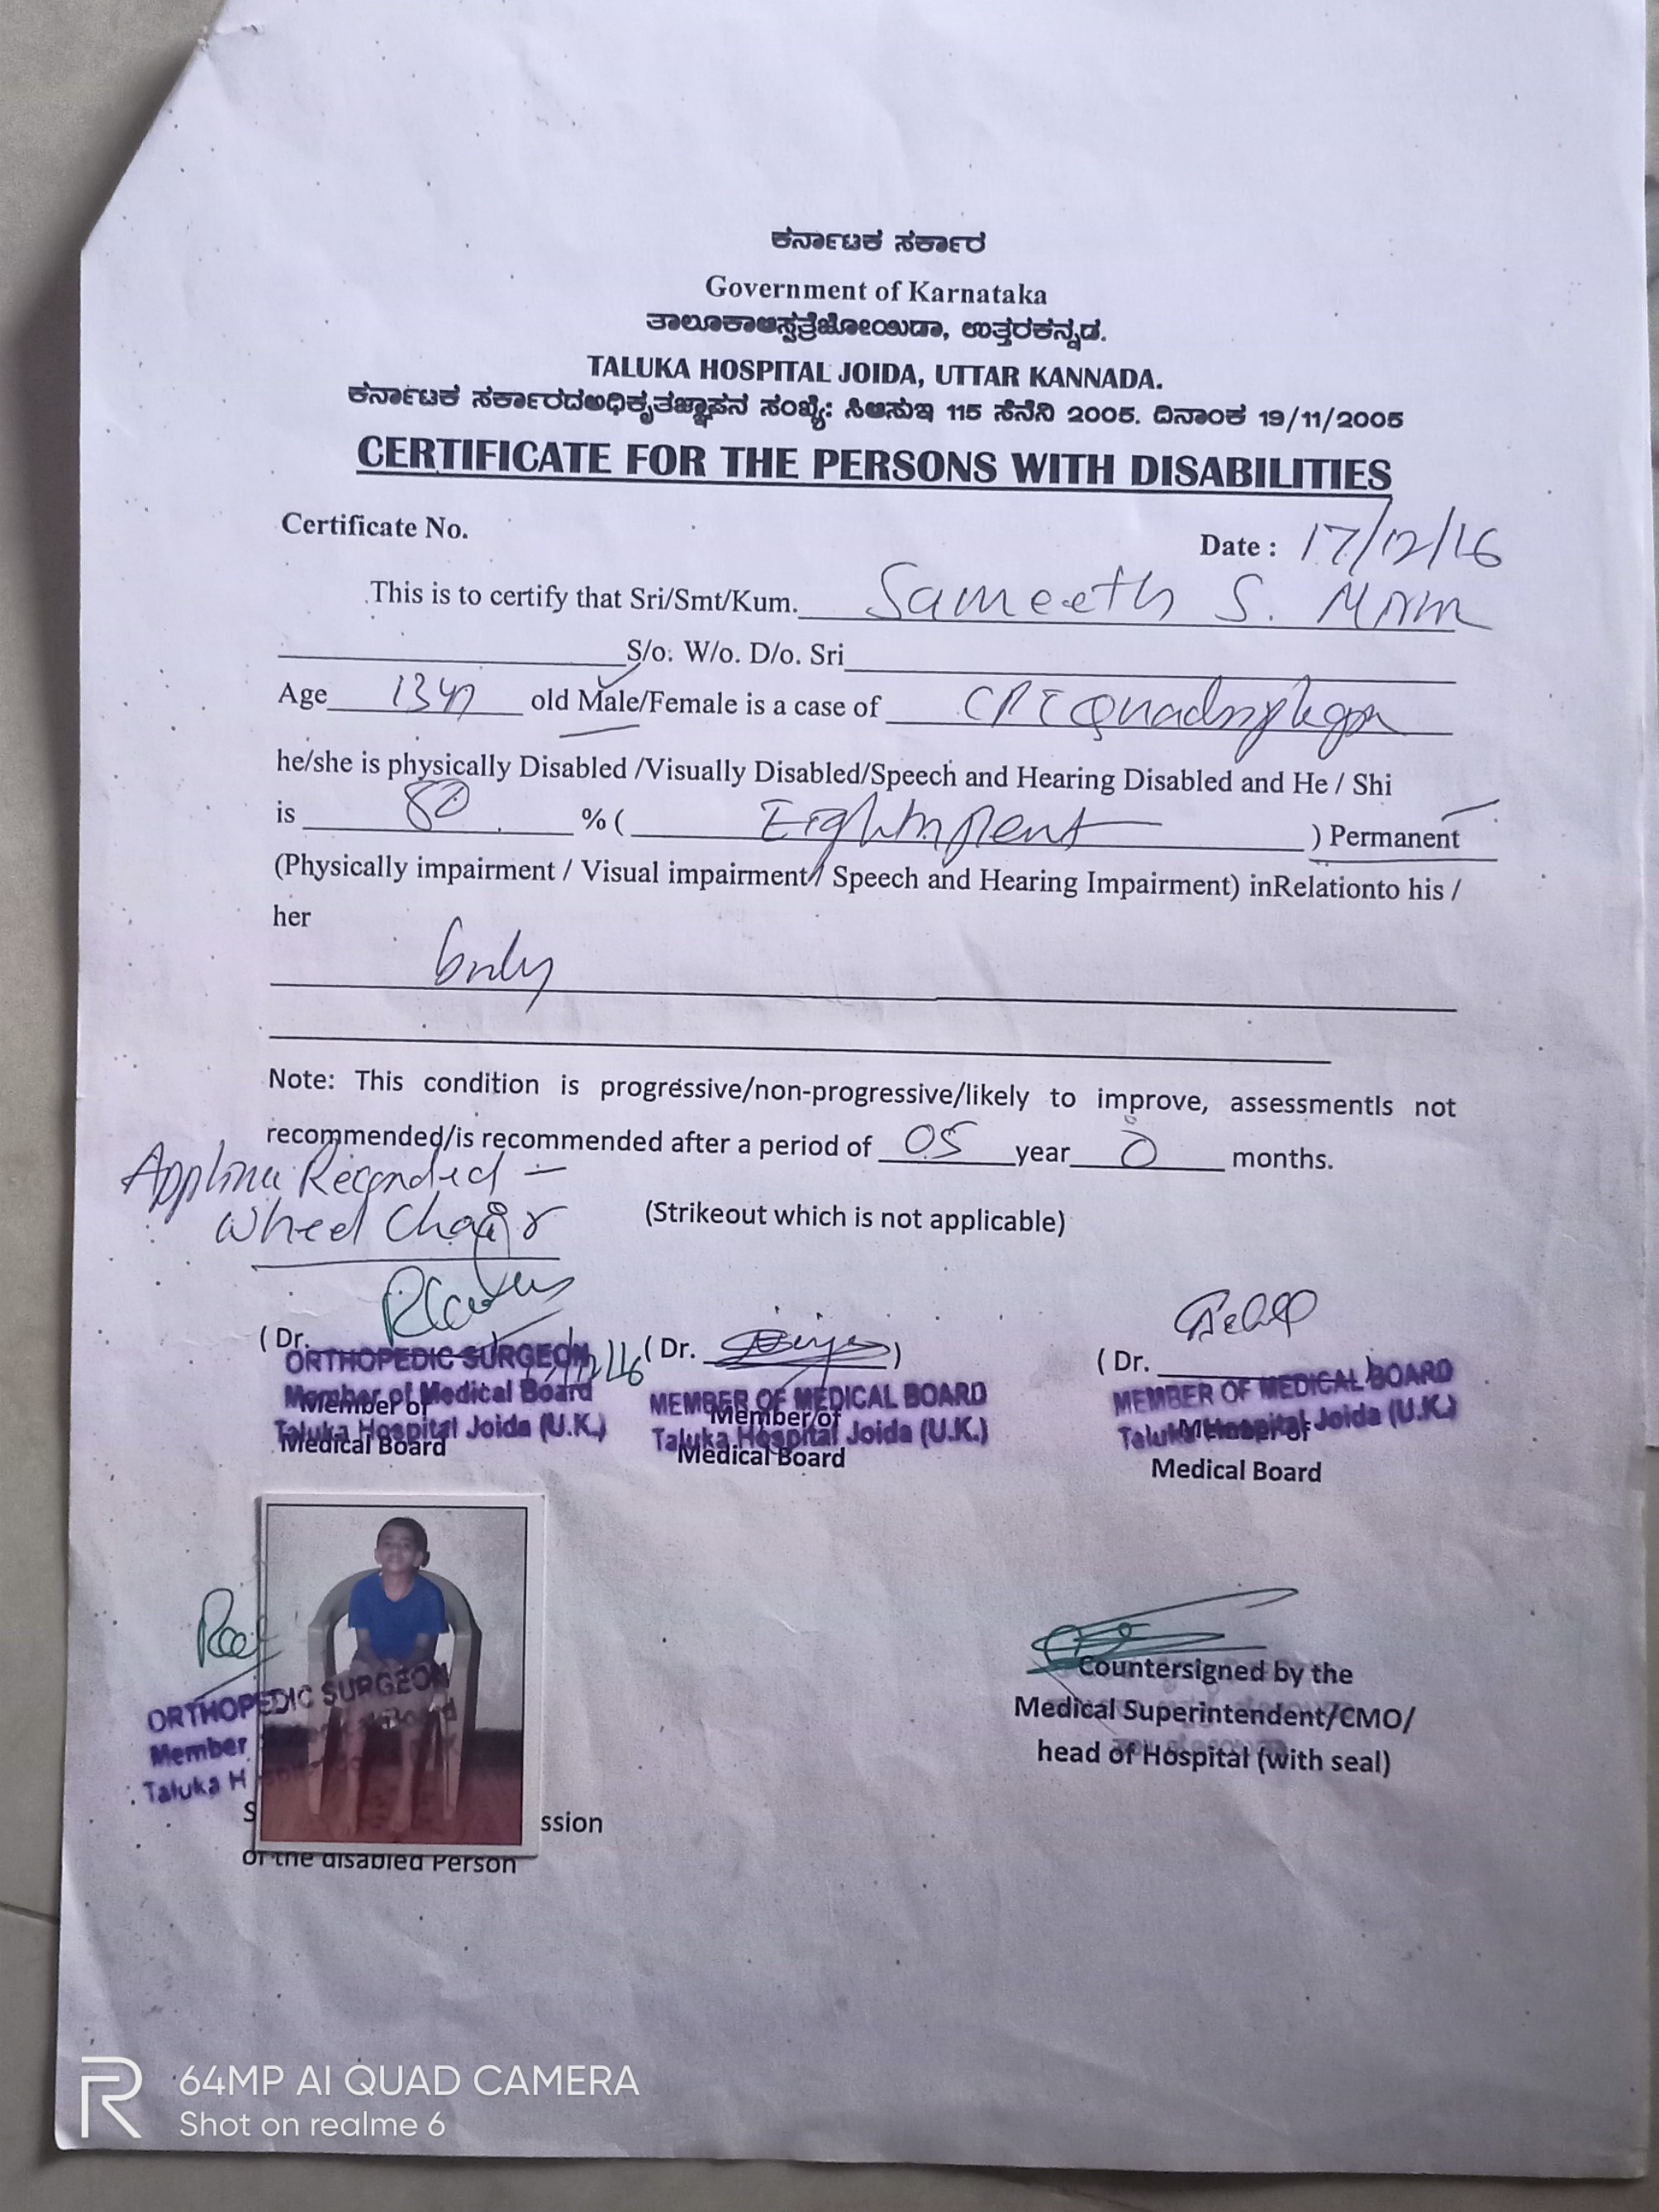 ಕರ್ನಾಟಕ ಸರ್ಕಾರ
Government of Karnataka
ತಾಲೂಕಾಆಸ್ಪತ್ರೆಜೋಯಿಡಾ, ಉತ್ತರಕನ್ನಡ.
TALUKA HOSPITAL JOIDA, UTTAR KANNADA.
ಕರ್ನಾಟಕ ಸರ್ಕಾರದಅಧಿಕೃತಜ್ಞಾಪನ ಸಂಖ್ಯೆ: ಸಿಆಸುಇ 115 ಸೆನೆನಿ 2005. ದಿನಾಂಕ 19/11/2005
CERTIFICATE FOR THE PERSONS WITH DISABILITIES
Certificate No.
Date : 17/12/16
This is to certify that Sri/Smt/Kum. Sameeth S.
S/o. W/o. D/o. Sri
Age 13 old Male/Female is a case of
he/she is physically Disabled /Visually Disabled/Speech and Hearing Disabled and He / Shi
is 80 % ( ) Permanent
(Physically impairment / Visual impairment/ Speech and Hearing Impairment) inRelationto his /
her
Note: This condition is progressive/non-progressive/likely to improve, assessmentIs not
recommended/is recommended after a period of 05 year 0 months.
Wheel Chair
(Strikeout which is not applicable)
( Dr. ( Dr. ) ( Dr. )
ORTHOPEDIC SURGEON
Member of Medical Board
Taluka Hospital Joida (U.K.)
Member of
Medical Board
MEMBER OF MEDICAL BOARD
Taluka Hospital Joida (U.K.)
Member of
Medical Board
MEMBER OF MEDICAL BOARD
Taluka Hospital Joida (U.K.)
Member of
Medical Board
ORTHOPEDIC SURGEON
Member
Taluka H
ssion
of the disabled Person
Countersigned by the
Medical Superintendent/CMO/
head of Hospital (with seal)
64MP AI QUAD CAMERA
Shot on realme 6